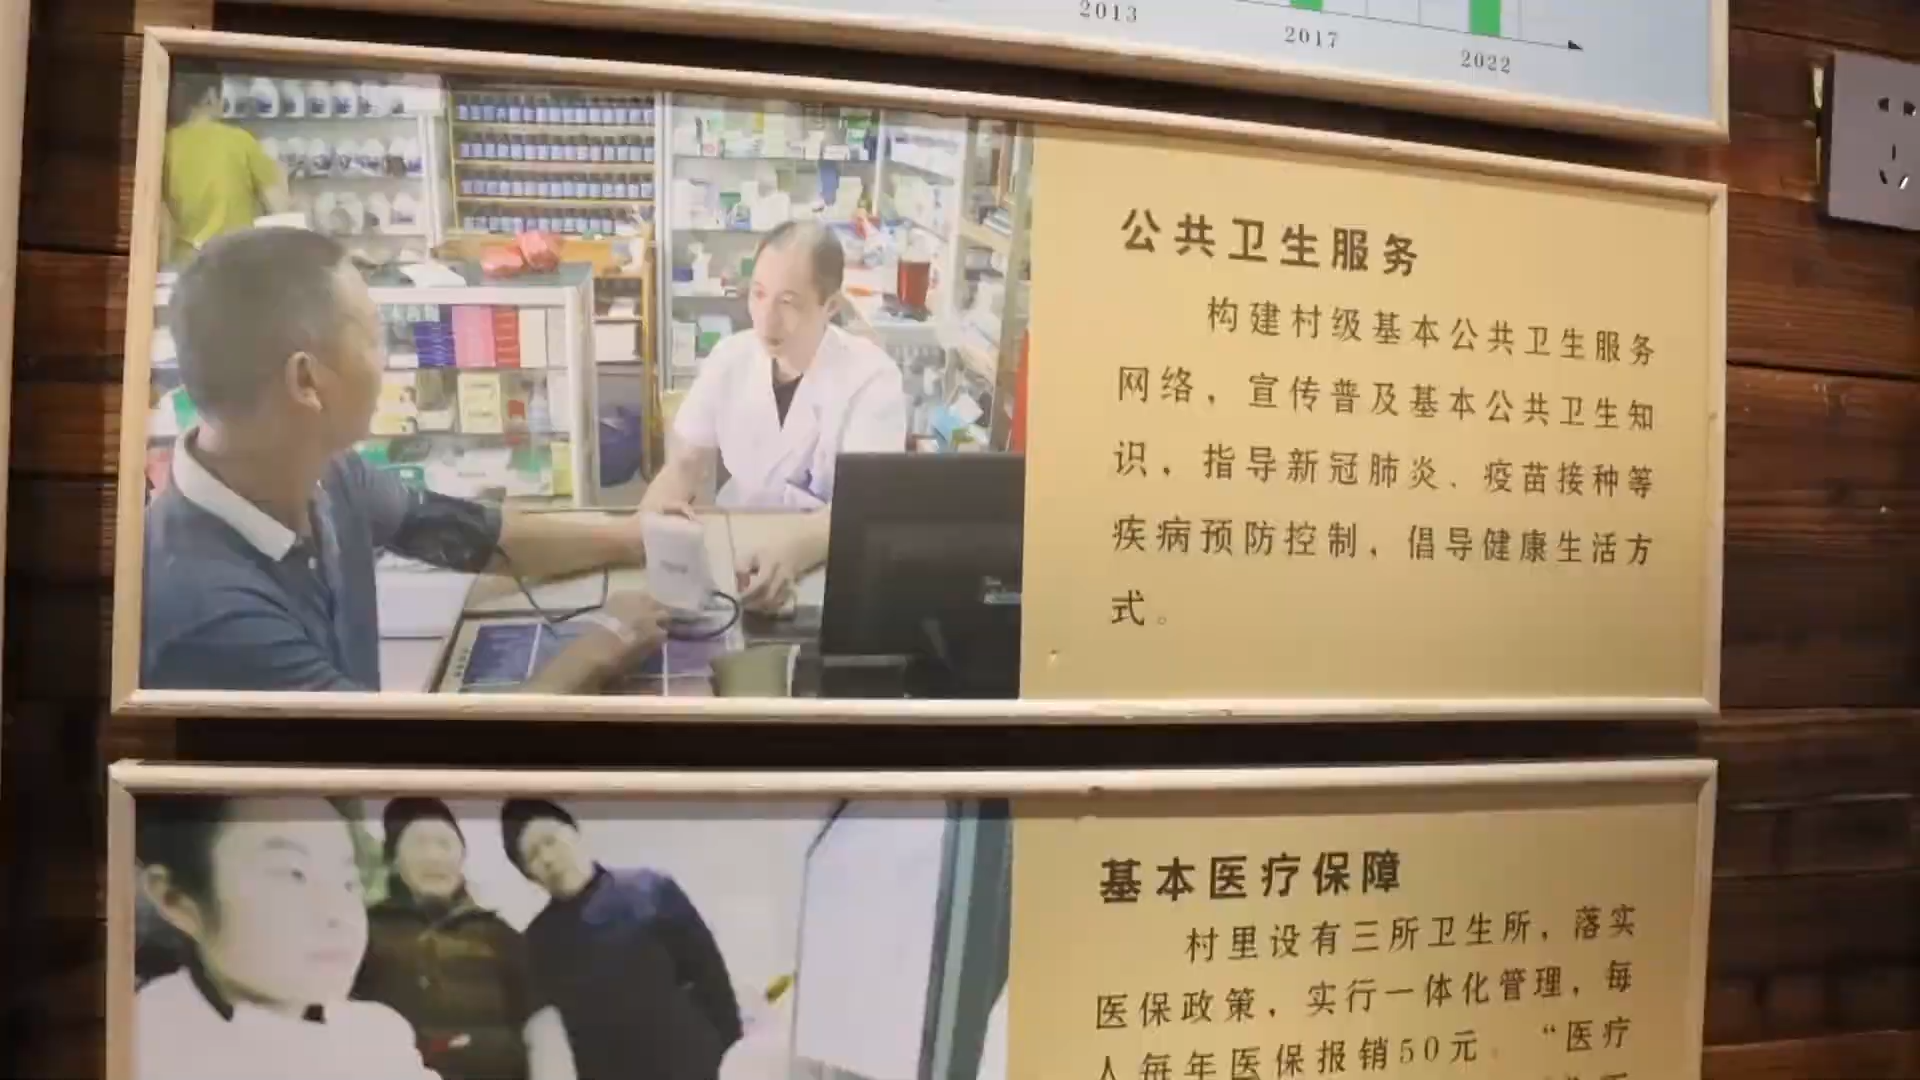 2013
2017
2022
公共卫生服务
构建村级基本公共卫生服务
网络，宣传普及基本公共卫生知
识，指导新冠肺炎、疫苗接种等
疾病预防控制，倡导健康生活方
式。
基本医疗保障
村里设有三所卫生所，落实
医保政策，实行一体化管理，每
人每年医保报销50元。“医疗